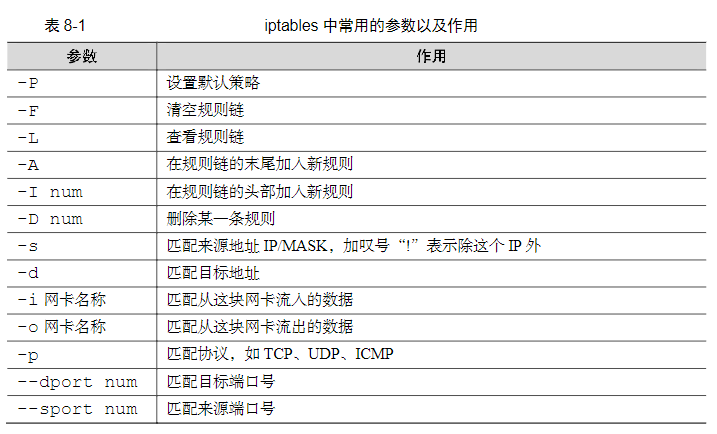 表 8-1 iptables 中常用的参数以及作用
参数 作用
-P 设置默认策略
-F 清空规则链
-L 查看规则链
-A 在规则链的末尾加入新规则
-I num 在规则链的头部加入新规则
-D num 删除某一条规则
-s 匹配来源地址 IP/MASK，加叹号“!”表示除这个 IP 外
-d 匹配目标地址
-i 网卡名称 匹配从这块网卡流入的数据
-o 网卡名称 匹配从这块网卡流出的数据
-p 匹配协议，如 TCP、UDP、ICMP
--dport num 匹配目标端口号
--sport num 匹配来源端口号